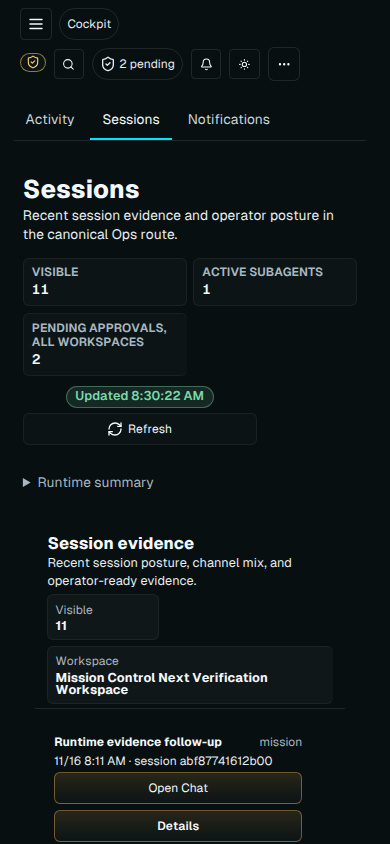 Cockpit
2 pending
Activity
Sessions
Notifications
Sessions
Recent session evidence and operator posture in
the canonical Ops route.
VISIBLE
11
ACTIVE SUBAGENTS
1
PENDING APPROVALS,
ALL WORKSPACES
2
Updated 8:30:22 AM
Refresh
Runtime summary
Session evidence
Recent session posture, channel mix, and
operator-ready evidence.
Visible
11
Workspace
Mission Control Next Verification
Workspace
Runtime evidence follow-up mission
11/16 8:11 AM · session abf87741612b00
Open Chat
Details